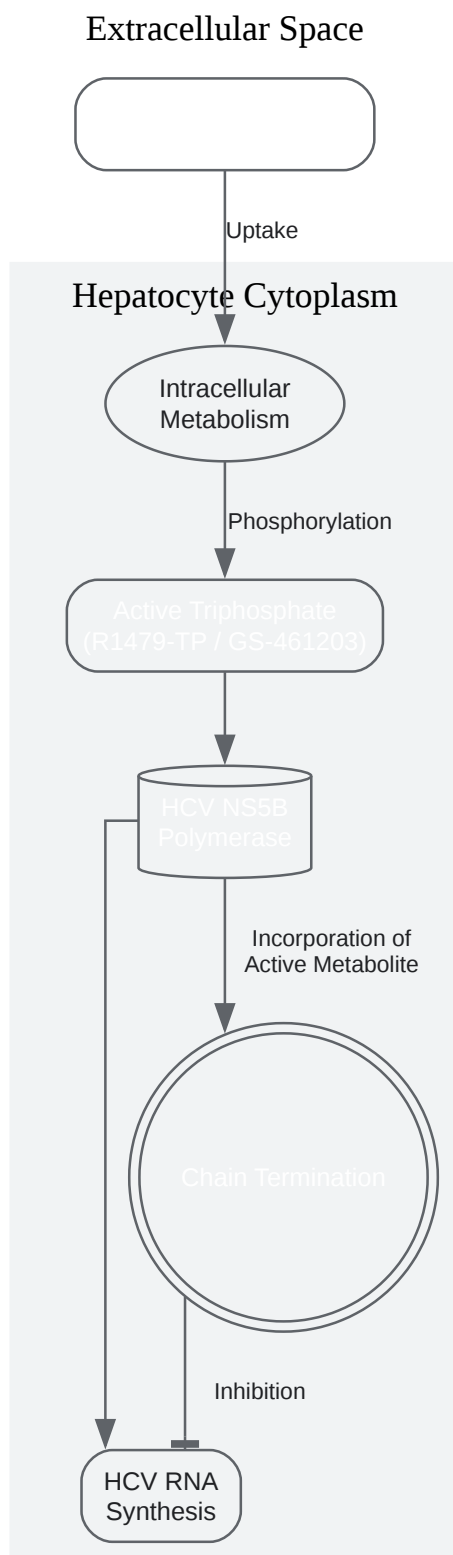 Extracellular Space
Uptake
Hepatocyte Cytoplasm
Intracellular
Metabolism
Phosphorylation
Active Triphosphate
(R1479-TP / GS-461203)
HCV NS5B
Polymerase
Incorporation of
Active Metabolite
Chain Termination
Inhibition
HCV RNA
Synthesis